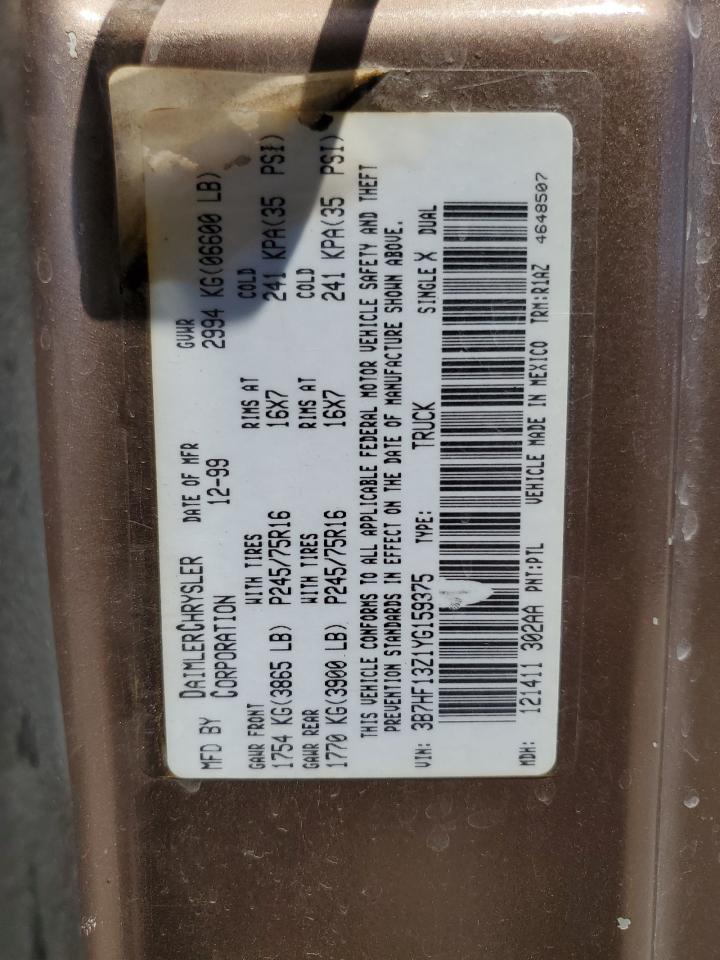 MFD BY DAIMLERCHRYSLER CORPORATION
DATE OF MFR 12-99
GVWR 2994 KG(06600 LB)
GAWR FRONT WITH TIRES RIMS AT COLD
1754 KG(3865 LB) P245/75R16 16X7 241 KPA(35 PSI)
GAWR REAR WITH TIRES RIMS AT COLD
1770 KG(3900 LB) P245/75R16 16X7 241 KPA(35 PSI)
THIS VEHICLE CONFORMS TO ALL APPLICABLE FEDERAL MOTOR VEHICLE SAFETY AND THEFT
PREVENTION STANDARDS IN EFFECT ON THE DATE OF MANUFACTURE SHOWN ABOVE.
VIN: 3B7HF13Z1YG159375 TYPE: TRUCK SINGLE X DUAL
MDH: 121411 302AA PNT:PTL VEHICLE MADE IN MEXICO TRM:R1AZ 4648507